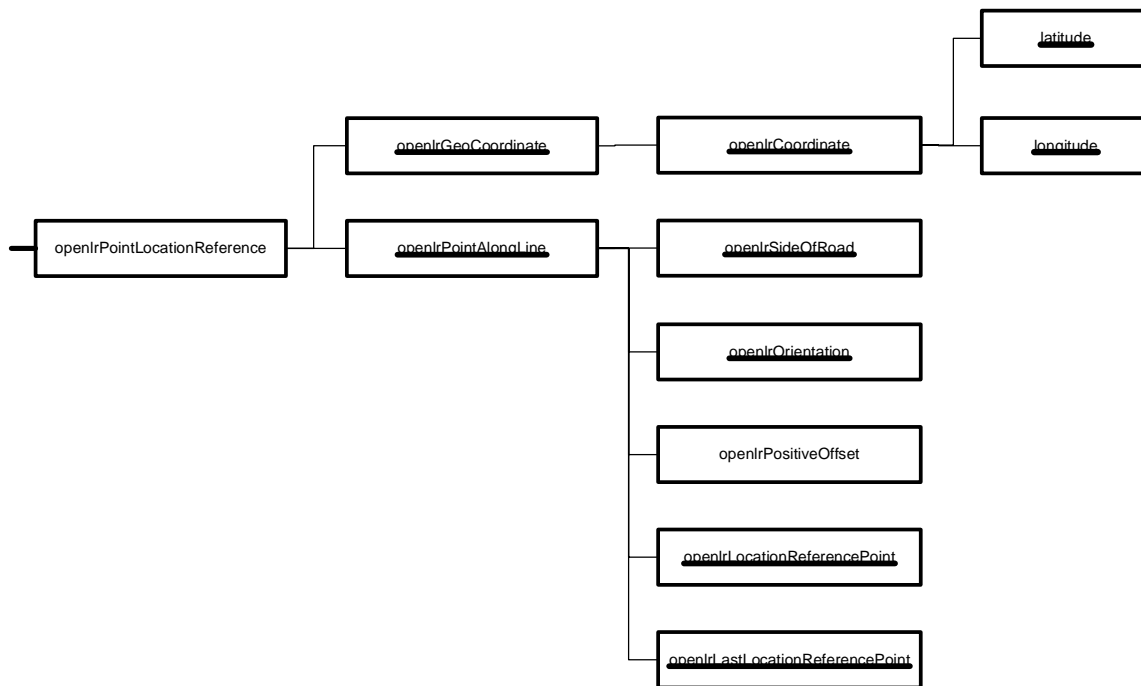 latitude
openlrGeoCoordinate
openlrCoordinate
longitude
openlrPointLocationReference
openlrPointAlongLine
openlrSideOfRoad
openlrOrientation
openlrPositiveOffset
openlrLocationReferencePoint
openlrLastLocationReferencePoint